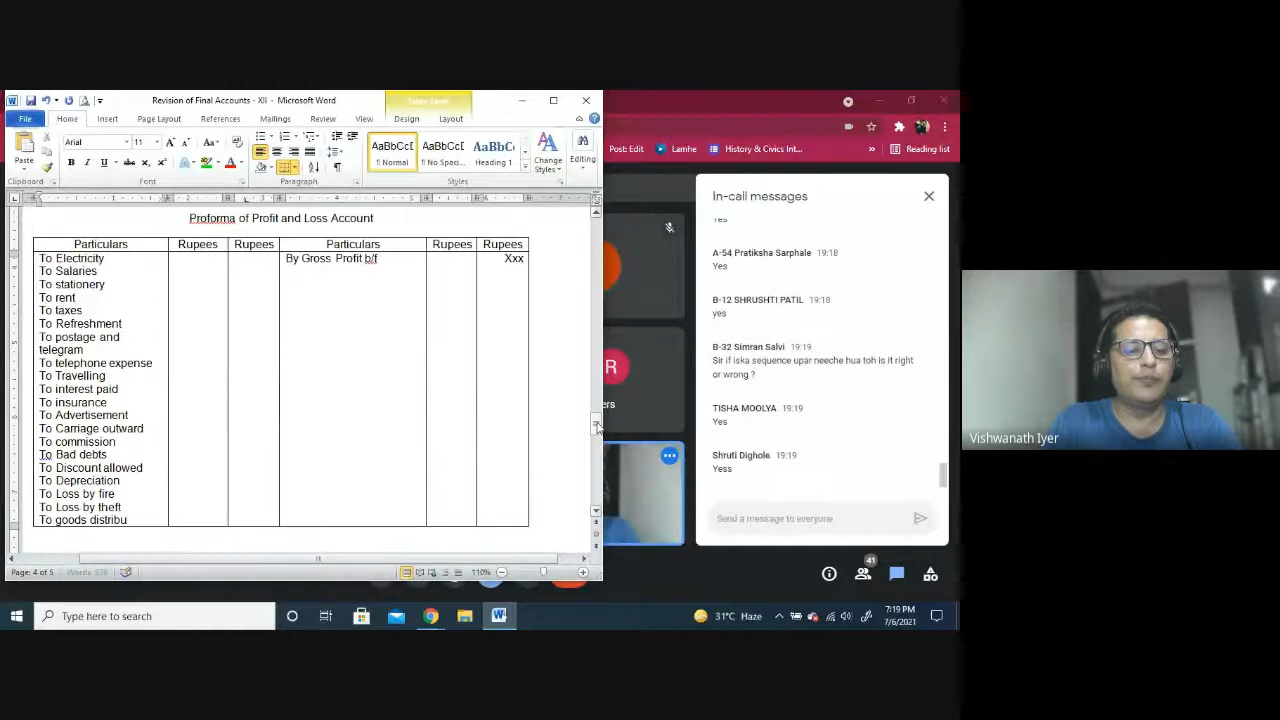 Revision of Final Accounts - XII - Microsoft Word
File
Home
Insert
Page Layout
References
Mailings
Review
View
Design
Layout
Paste
Clipboard
Arial
11
Font
Paragraph
AaBbCcI
¶ Normal
AaBbCcI
¶ No Spaci...
AaBbCc
Heading 1
Change
Styles
Styles
Editing
Proforma of Profit and Loss Account
Particulars Rupees Rupees Particulars Rupees Rupees
To Electricity By Gross Profit b/f Xxx
To Salaries
To stationery
To rent
To taxes
To Refreshment
To postage and
telegram
To telephone expense
To Travelling
To interest paid
To insurance
To Advertisement
To Carriage outward
To commission
To Bad debts
To Discount allowed
To Depreciation
To Loss by fire
To Loss by theft
To goods distribu
Page: 4 of 5
110%
Post: Edit
Lamhe
History & Civics Int...
Reading list
R
ers
In-call messages
Yes
A-54 Pratiksha Sarphale 19:18
Yes
B-12 SHRUSHTI PATIL 19:18
yes
B-32 Simran Salvi 19:19
Sir if iska sequence upar neeche hua toh is it right
or wrong ?
TISHA MOOLYA 19:19
Yes
Shruti Dighole 19:19
Yess
Send a message to everyone
41
Type here to search
31°C Haze
7:19 PM
7/6/2021
Vishwanath Iyer